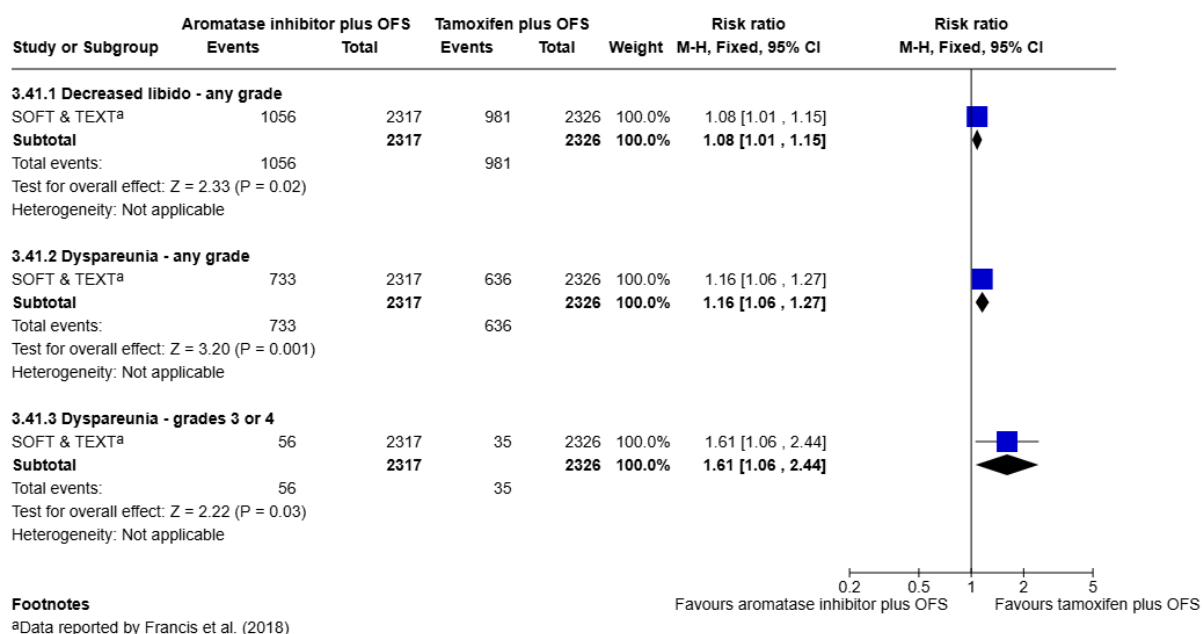 Aromatase inhibitor plus OFS Tamoxifen plus OFS Risk ratio Risk ratio
Study or Subgroup Events Total Events Total Weight M-H, Fixed, 95% CI M-H, Fixed, 95% CI
3.41.1 Decreased libido - any grade
SOFT & TEXTa 1056 2317 981 2326 100.0% 1.08 [1.01 , 1.15]
Subtotal 2317 2326 100.0% 1.08 [1.01 , 1.15]
Total events: 1056 981
Test for overall effect: Z = 2.33 (P = 0.02)
Heterogeneity: Not applicable
3.41.2 Dyspareunia - any grade
SOFT & TEXTa 733 2317 636 2326 100.0% 1.16 [1.06 , 1.27]
Subtotal 2317 2326 100.0% 1.16 [1.06 , 1.27]
Total events: 733 636
Test for overall effect: Z = 3.20 (P = 0.001)
Heterogeneity: Not applicable
3.41.3 Dyspareunia - grades 3 or 4
SOFT & TEXTa 56 2317 35 2326 100.0% 1.61 [1.06 , 2.44]
Subtotal 2317 2326 100.0% 1.61 [1.06 , 2.44]
Total events: 56 35
Test for overall effect: Z = 2.22 (P = 0.03)
Heterogeneity: Not applicable
0.2 0.5 1 2 5
Footnotes Favours aromatase inhibitor plus OFS Favours tamoxifen plus OFS
aData reported by Francis et al. (2018)